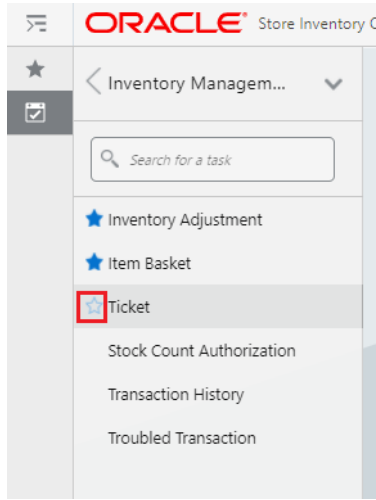 ORACLE® Store Inventory
Inventory Managem...
Search for a task
Inventory Adjustment
Item Basket
Ticket
Stock Count Authorization
Transaction History
Troubled Transaction